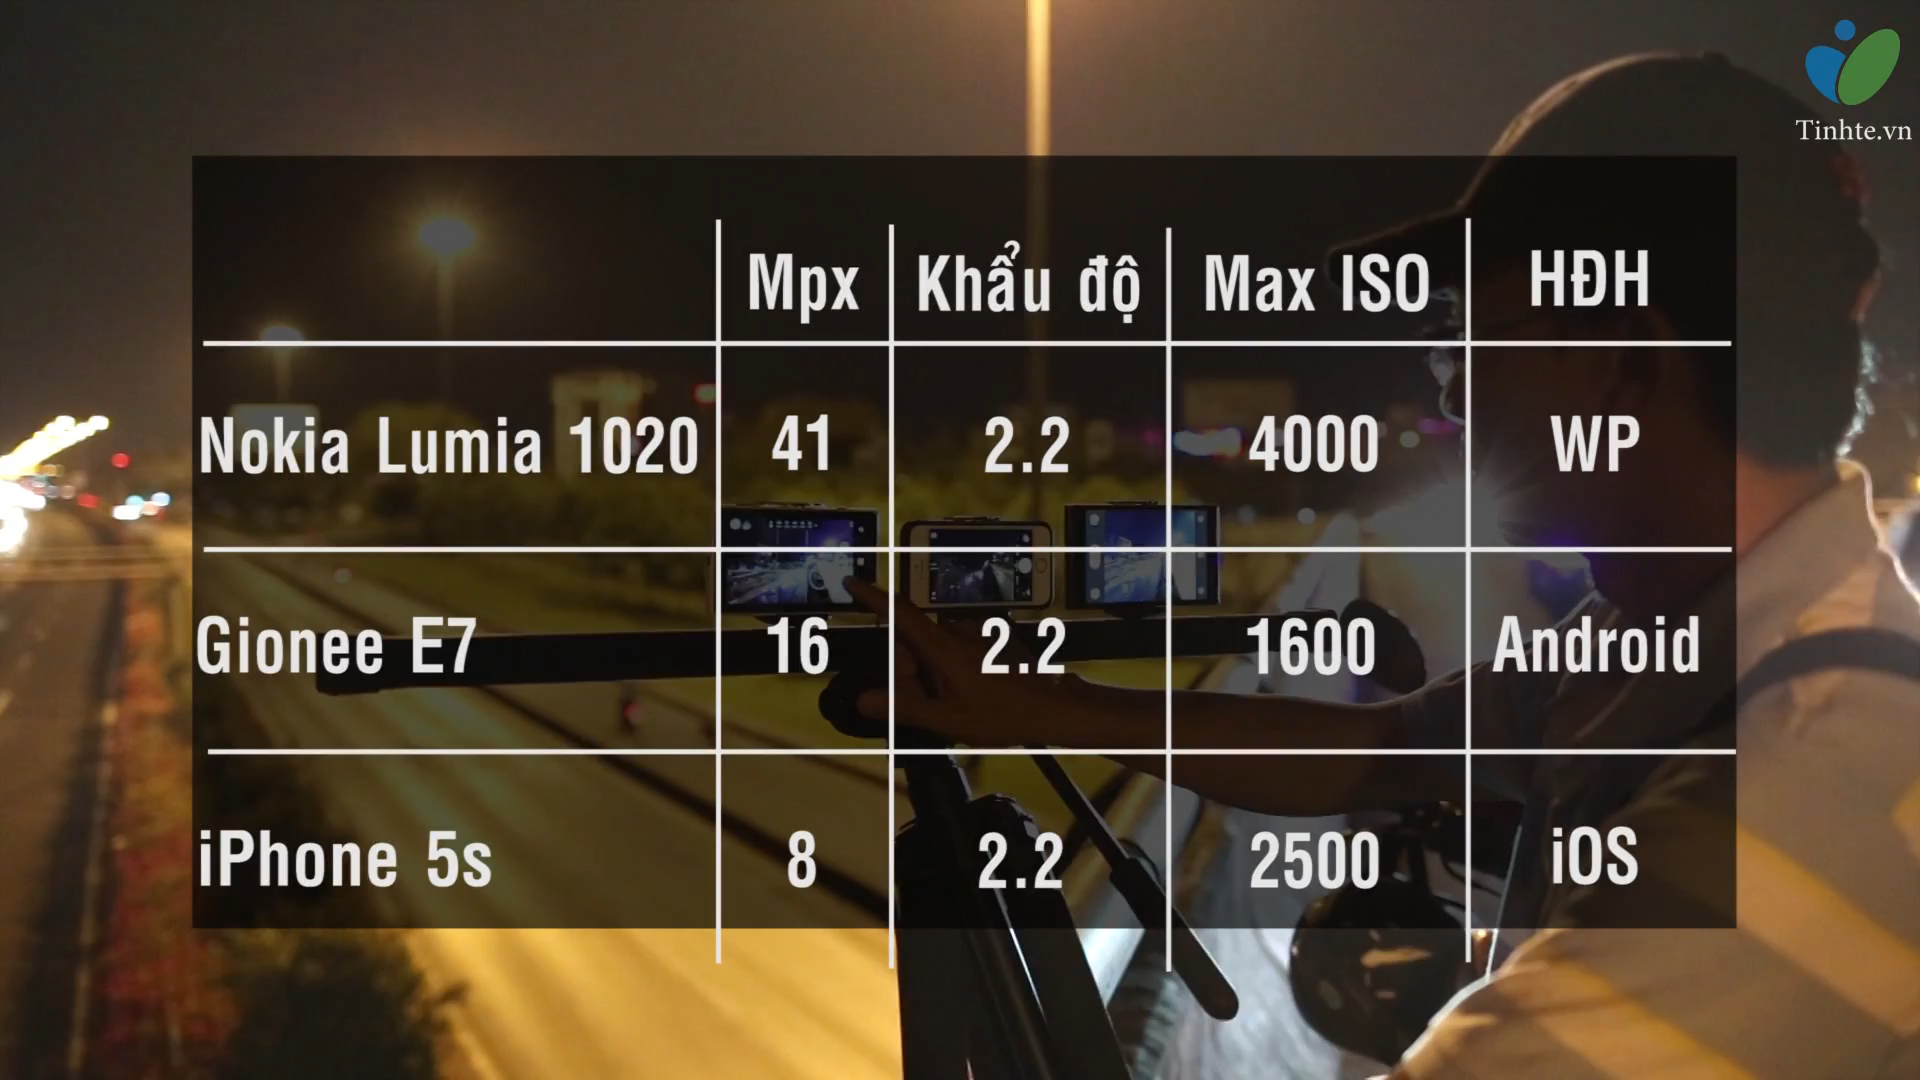 Tinhte.vn
Mpx Khẩu độ Max ISO HĐH
Nokia Lumia 1020 41 2.2 4000 WP
Gionee E7 16 2.2 1600 Android
iPhone 5s 8 2.2 2500 iOS